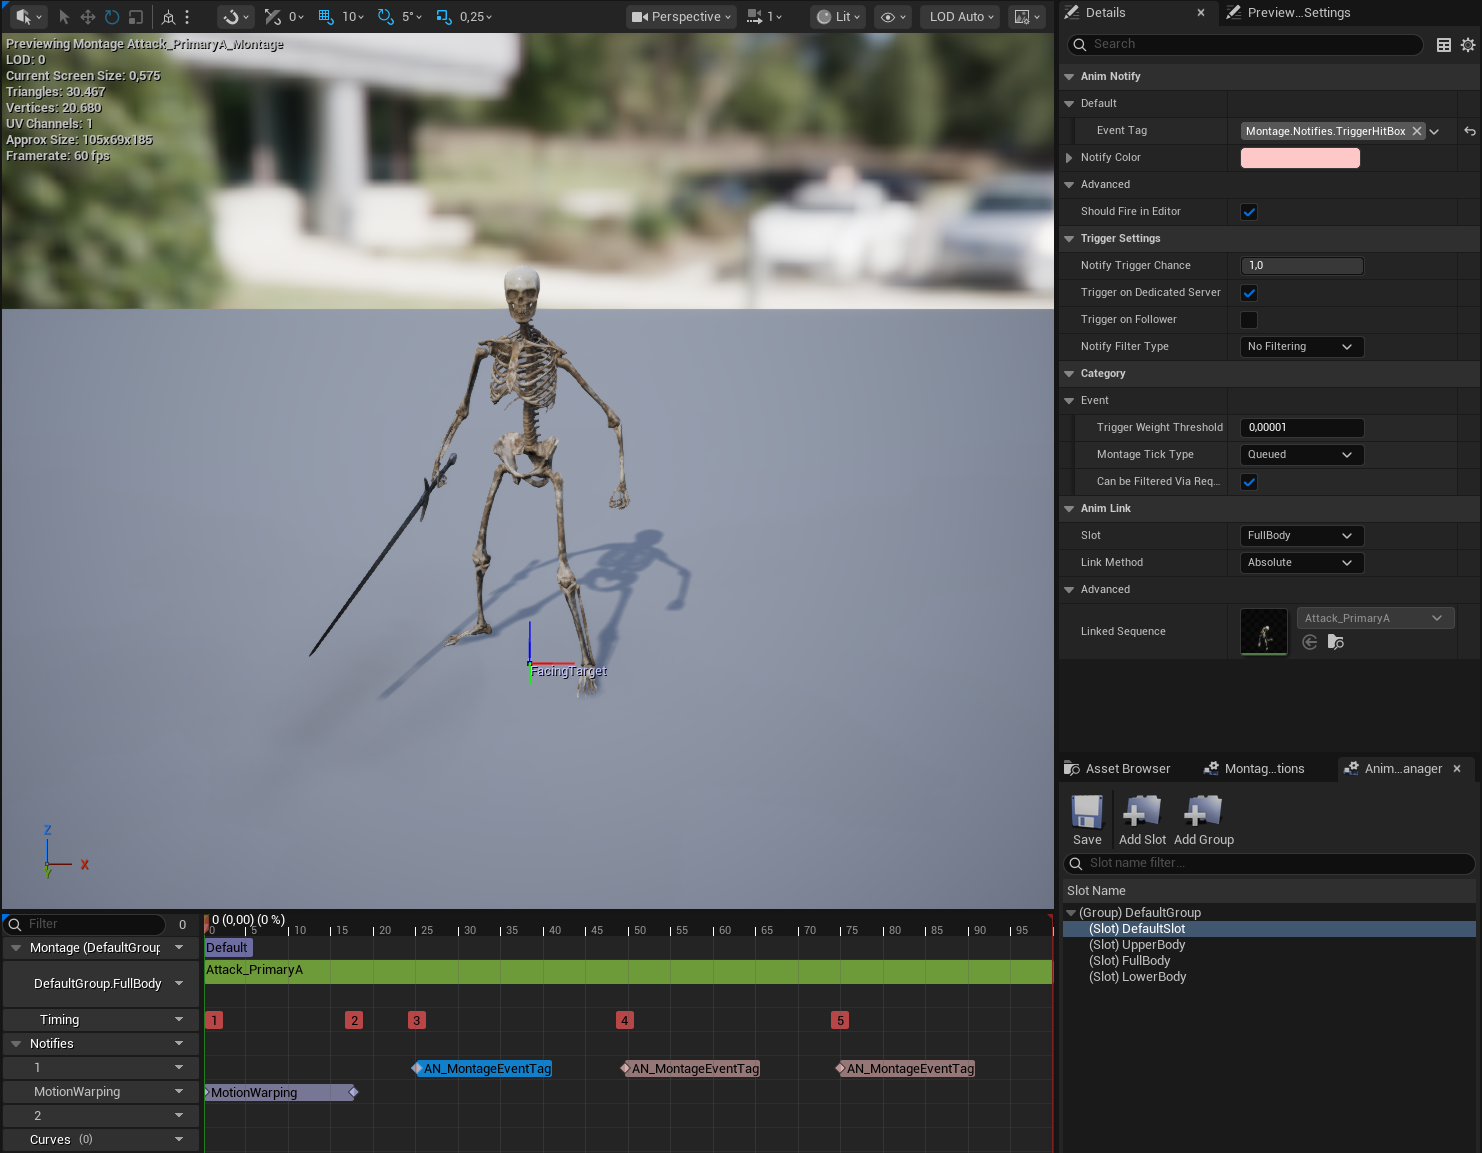 0
10
5°
0,25
Perspective
1
Lit
LOD Auto
Previewing Montage Attack_PrimaryA_Montage
LOD: 0
Current Screen Size: 0,575
Triangles: 30.467
Vertices: 20.680
UV Channels: 1
Approx Size: 105x69x185
Framerate: 60 fps
FacingTarget
Z
X
Y
Details
Preview...Settings
Search
Anim Notify
Default
Event Tag
Montage.Notifies.TriggerHitBox
Notify Color
Advanced
Should Fire in Editor
Trigger Settings
Notify Trigger Chance
1,0
Trigger on Dedicated Server
Trigger on Follower
Notify Filter Type
No Filtering
Category
Event
Trigger Weight Threshold
0,00001
Montage Tick Type
Queued
Can be Filtered Via Req...
Anim Link
Slot
FullBody
Link Method
Absolute
Advanced
Linked Sequence
Attack_PrimaryA
Asset Browser
Montag...tions
Anim...anager
Save
Add Slot
Add Group
Slot name filter...
Slot Name
(Group) DefaultGroup
(Slot) DefaultSlot
(Slot) UpperBody
(Slot) FullBody
(Slot) LowerBody
Filter
0
0 (0,00) (0 %)
0 5 10 15 20 25 30 35 40 45 50 55 60 65 70 75 80 85 90 95
Montage (DefaultGroup
Default
Attack_PrimaryA
DefaultGroup.FullBody
Timing
1 2 3 4 5
Notifies
1
AN_MontageEventTag
AN_MontageEventTag
AN_MontageEventTag
MotionWarping
MotionWarping
2
Curves (0)